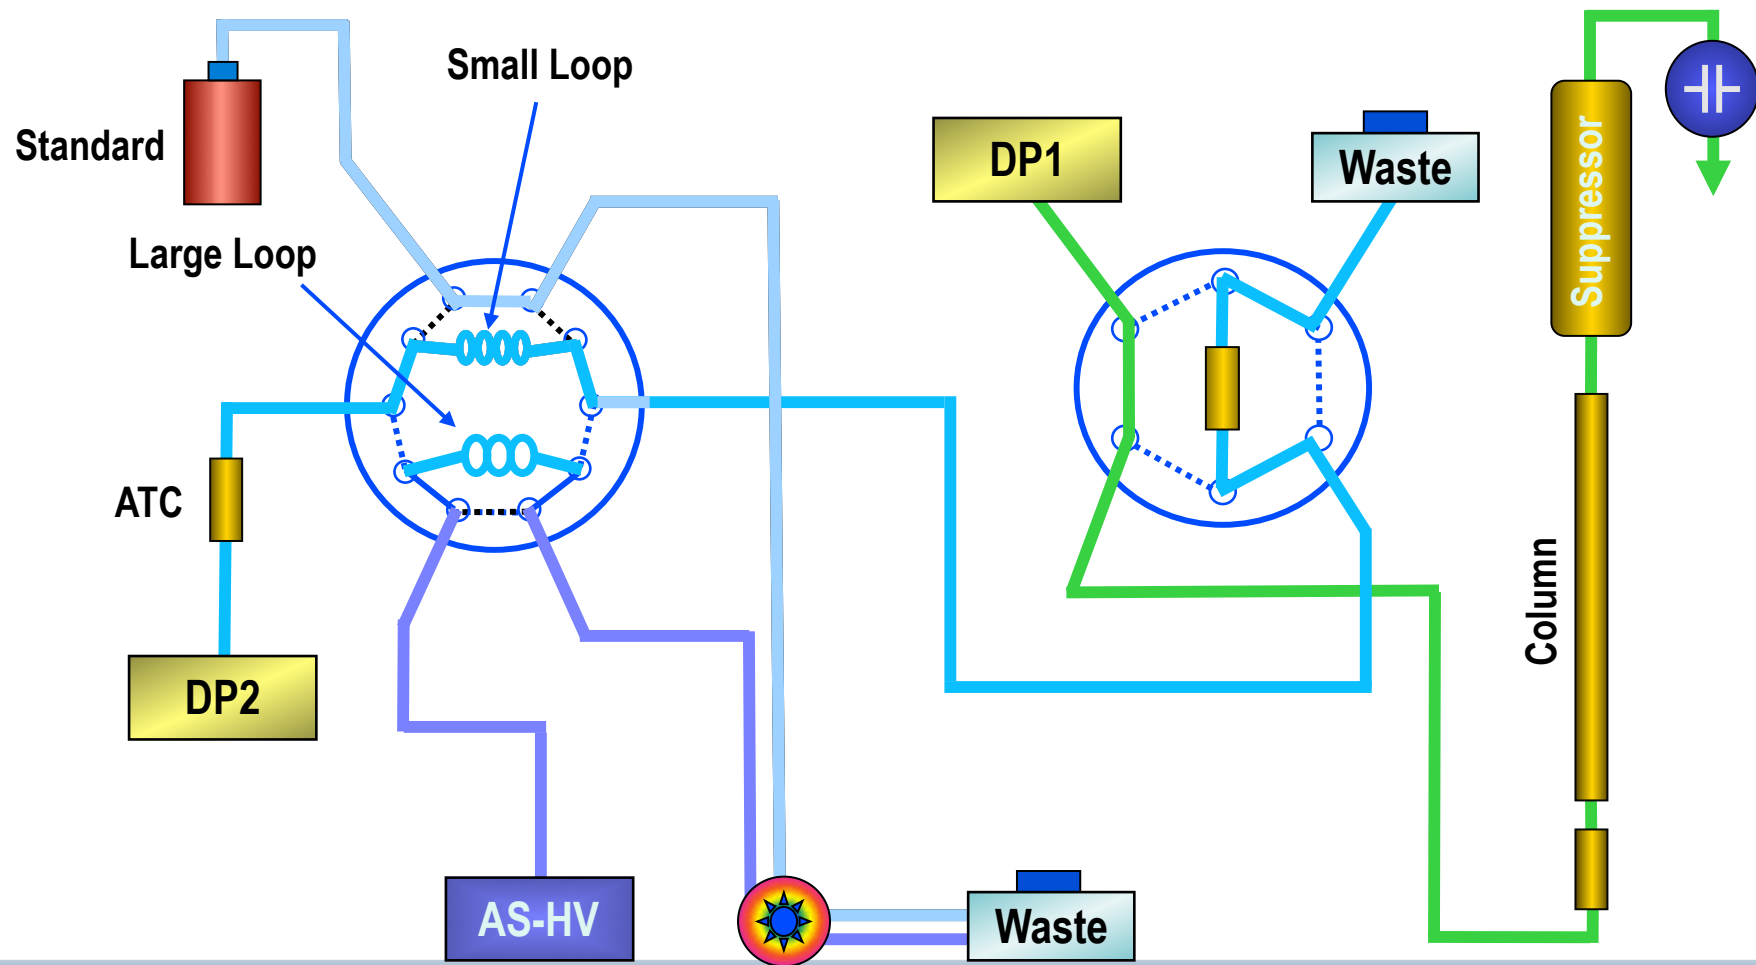 Small Loop
Standard
DP1
Waste
Suppressor
Large Loop
ATC
Column
DP2
AS-HV
Waste